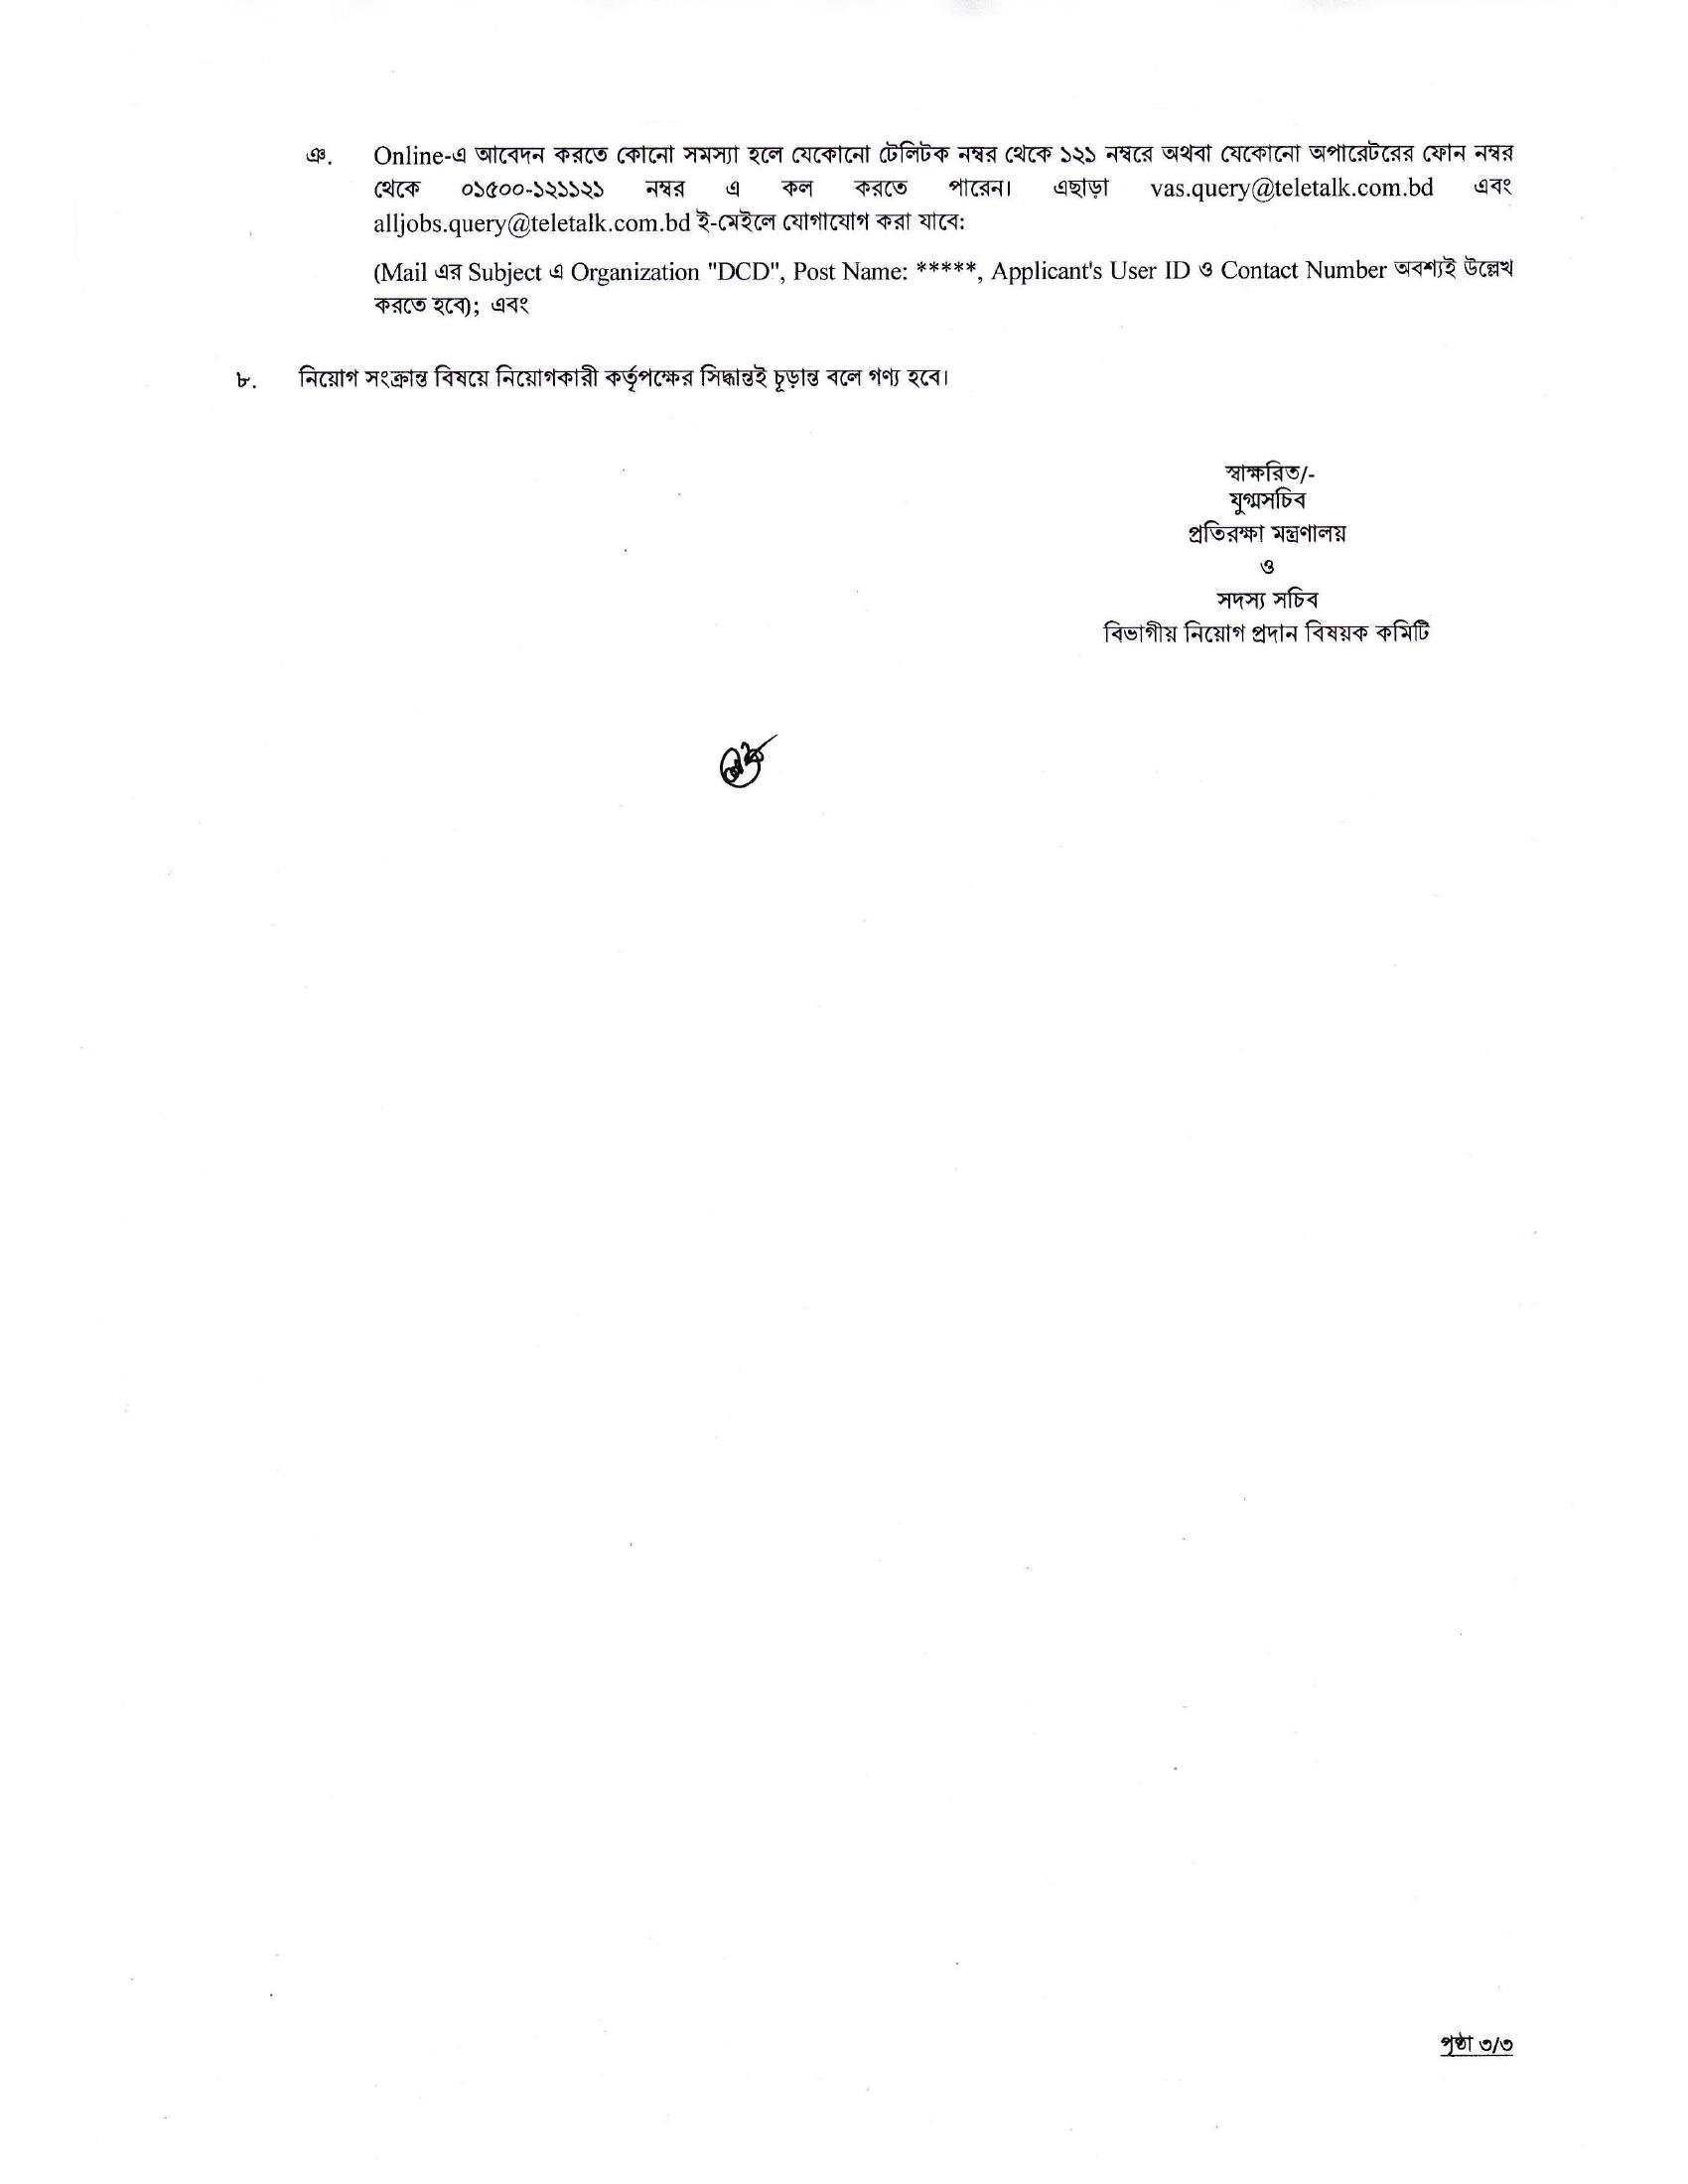 ঞ. Online-এ আবেদন করতে কোনো সমস্যা হলে যেকোনো টেলিটক নম্বর থেকে ১২১ নম্বরে অথবা যেকোনো অপারেটরের ফোন নম্বর
থেকে ০১৫০০-১২১১২১ নম্বর এ কল করতে পারেন। এছাড়া vas.query@teletalk.com.bd এবং
alljobs.query@teletalk.com.bd ই-মেইলে যোগাযোগ করা যাবে:
(Mail এর Subject এ Organization "DCD", Post Name: *****, Applicant's User ID ও Contact Number অবশ্যই উল্লেখ
করতে হবে); এবং
৮. নিয়োগ সংক্রান্ত বিষয়ে নিয়োগকারী কর্তৃপক্ষের সিদ্ধান্তই চূড়ান্ত বলে গণ্য হবে।
স্বাক্ষরিত/-
যুগ্মসচিব
প্রতিরক্ষা মন্ত্রণালয়
ও
সদস্য সচিব
বিভাগীয় নিয়োগ প্রদান বিষয়ক কমিটি
পৃষ্ঠা ৩/৩